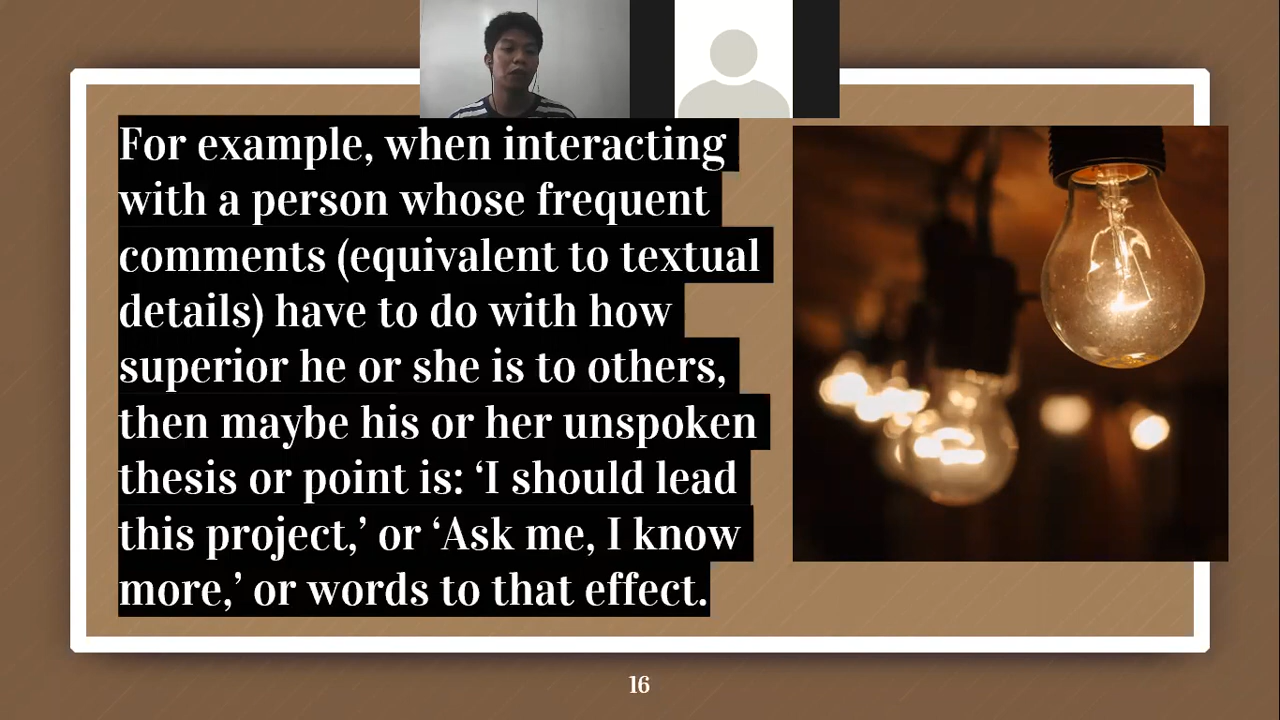 For example, when interacting
with a person whose frequent
comments (equivalent to textual
details) have to do with how
superior he or she is to others,
then maybe his or her unspoken
thesis or point is: ‘I should lead
this project,’ or ‘Ask me, I know
more,’ or words to that effect.
16